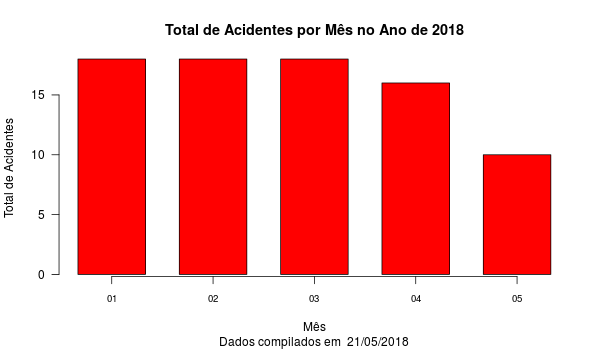 Total de Acidentes por Mês no Ano de 2018
Total de Acidentes
15
10
5
0
01 02 03 04 05
Mês
Dados compilados em 21/05/2018